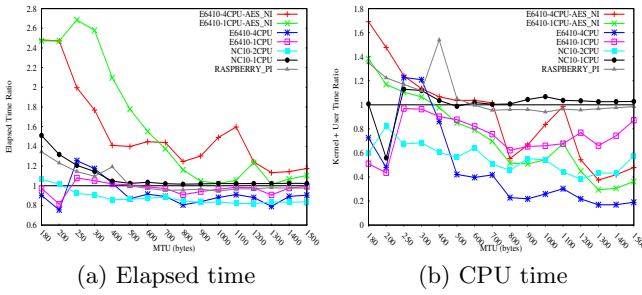 E6410-4CPU-AES_NI
E6410-1CPU-AES_NI
E6410-4CPU
E6410-1CPU
NC10-2CPU
NC10-1CPU
RASPBERRY_PI
Elapsed Time Ratio
2.8
2.6
2.4
2.2
2
1.8
1.6
1.4
1.2
1
0.8
0.6
180
200
250
300
400
500
600
700
800
900
1000
1100
1200
1300
1400
1500
MTU (bytes)
(a) Elapsed time
E6410-4CPU-AES_NI
E6410-1CPU-AES_NI
E6410-4CPU
E6410-1CPU
NC10-2CPU
NC10-1CPU
RASPBERRY_PI
Kernel+ User Time Ratio
1.8
1.6
1.4
1.2
1
0.8
0.6
0.4
0.2
0
180
200
250
300
400
500
600
700
800
900
1000
1100
1200
1300
1400
1500
MTU (bytes)
(b) CPU time